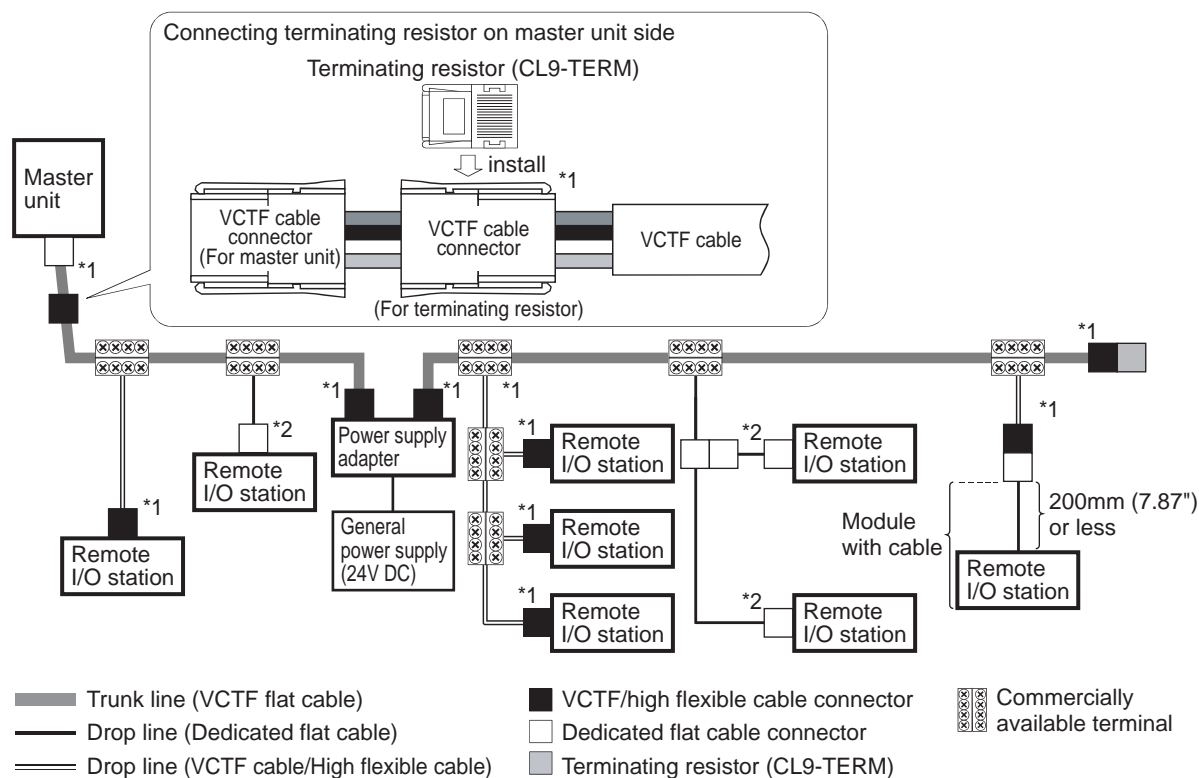 Connecting terminating resistor on master unit side
Terminating resistor (CL9-TERM)
install
*1
Master
unit
*1
VCTF cable
connector
(For master unit)
VCTF cable
connector
VCTF cable
(For terminating resistor)
*1
*1
*1
*1
*2
Power supply
adapter
Remote
I/O station
*1
Remote
I/O station
General
power supply
(24V DC)
*1
Remote
I/O station
*1
Remote
I/O station
*1
Remote
I/O station
*2
Remote
I/O station
*2
Remote
I/O station
*1
Module
with cable
200mm (7.87")
or less
Remote
I/O station
Trunk line (VCTF flat cable)
Drop line (Dedicated flat cable)
Drop line (VCTF cable/High flexible cable)
VCTF/high flexible cable connector
Dedicated flat cable connector
Terminating resistor (CL9-TERM)
Commercially
available terminal